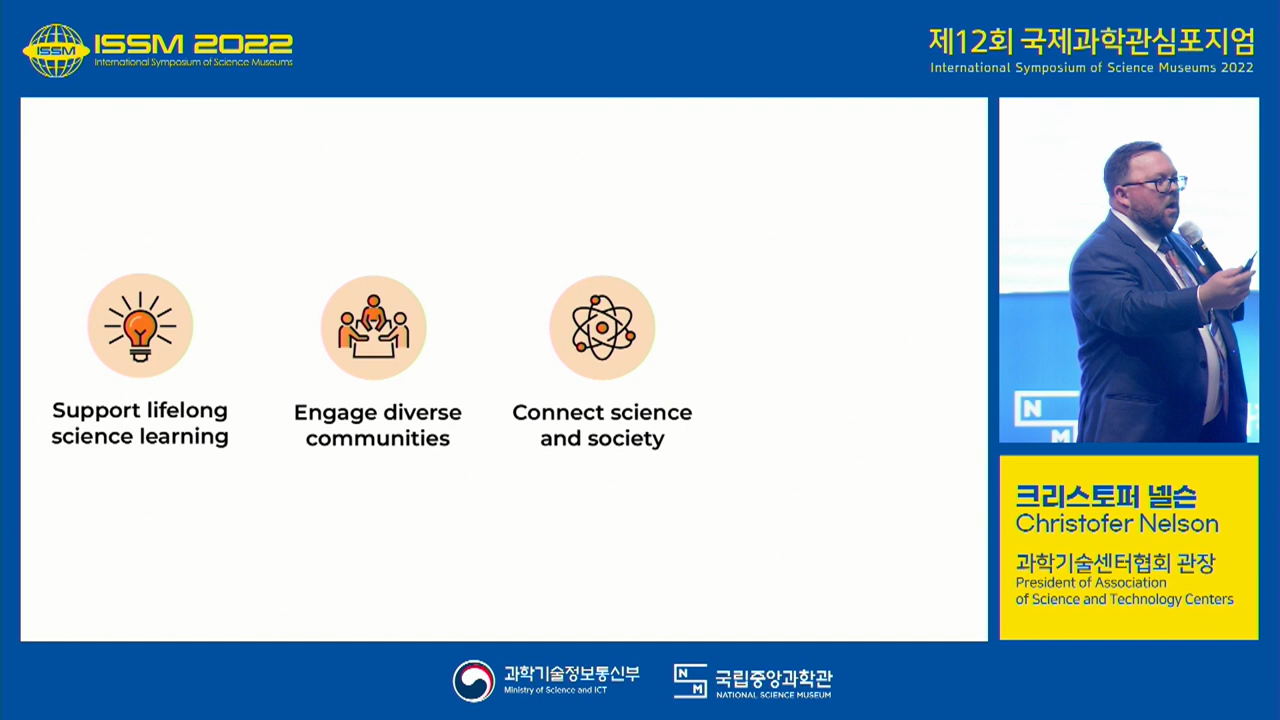 ISSM
ISSM 2022
International Symposium of Science Museums
제12회 국제과학관심포지엄
International Symposium of Science Museums 2022
Support lifelong
science learning
Engage diverse
communities
Connect science
and society
N
M
크리스토퍼 넬슨
Christofer Nelson
과학기술센터협회 관장
President of Association
of Science and Technology Centers
과학기술정보통신부
Ministry of Science and ICT
N
M
국립중앙과학관
NATIONAL SCIENCE MUSEUM